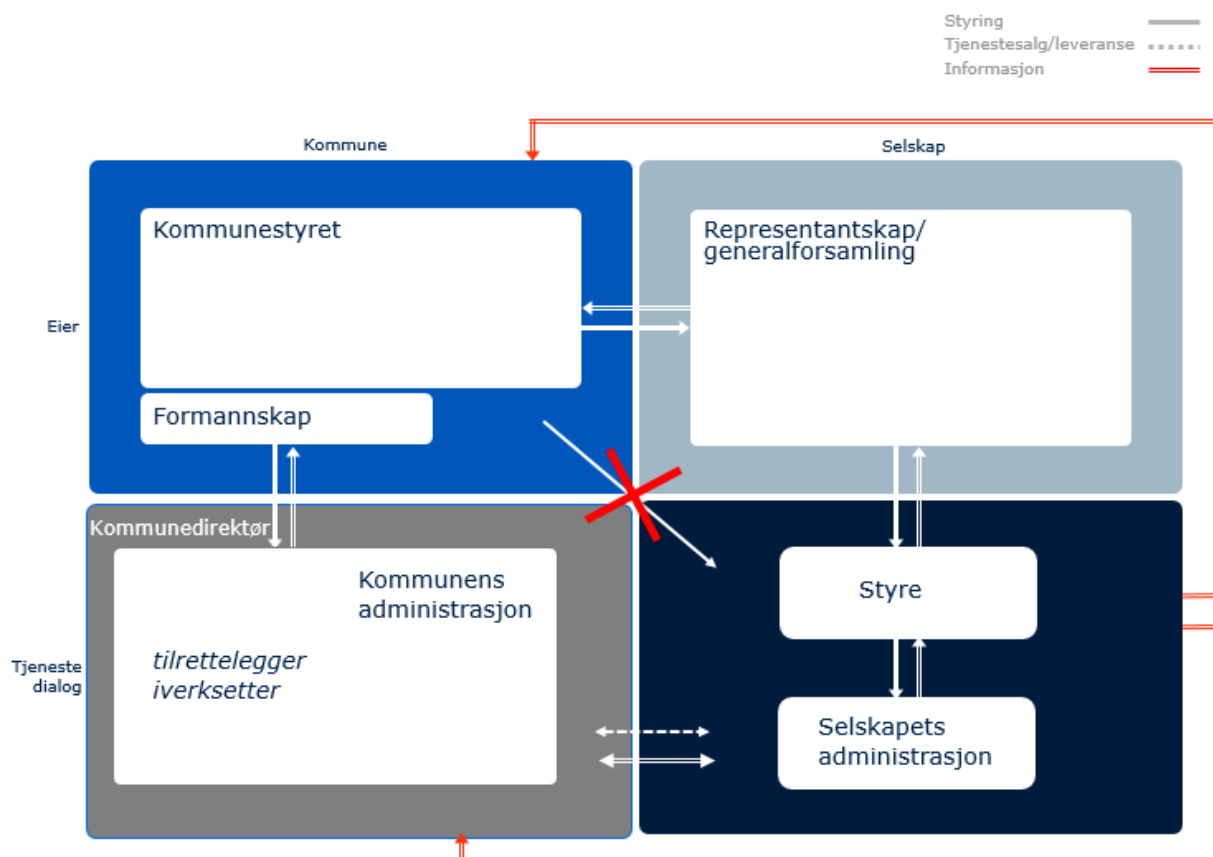 Styring
Tjenestesalg/leveranse
Informasjon
Kommune
Selskap
Kommunestyret
Representantskap/
generalforsamling
Eier
Formannskap
Kommunedirektør
Kommunens
administrasjon
Styre
tilrettelegger
iverksetter
Tjeneste
dialog
Selskapets
administrasjon